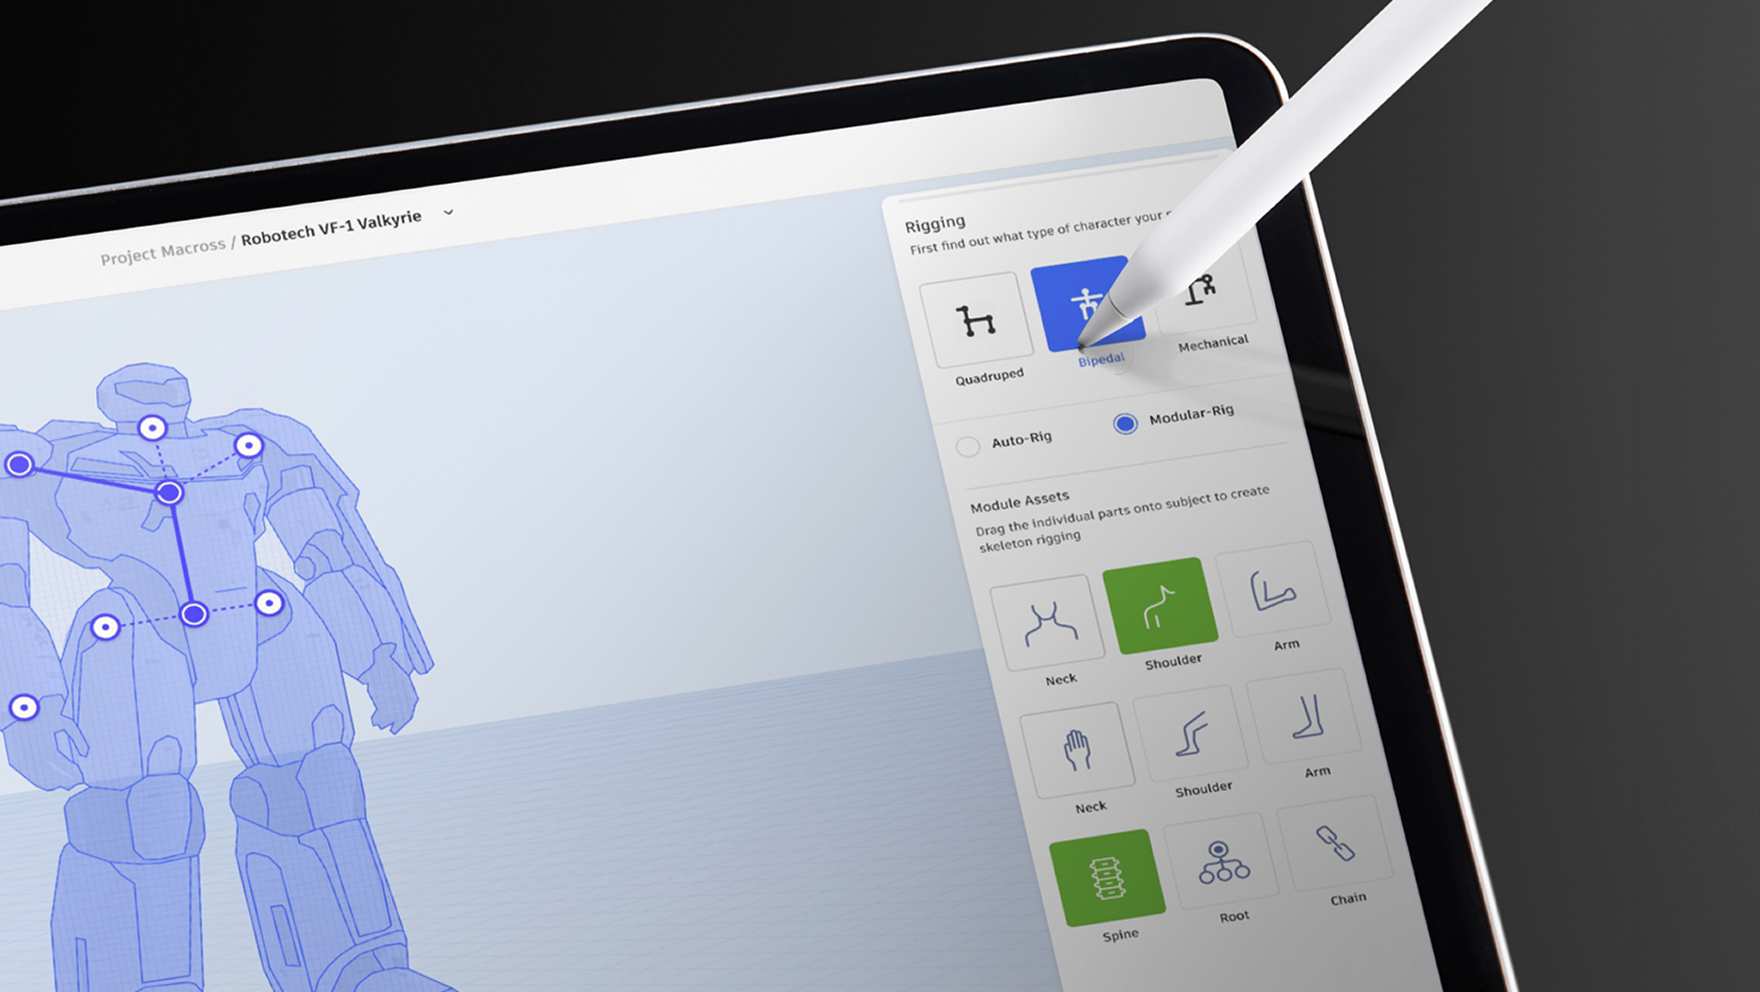 Project Macross / Robotech VF-1 Valkyrie
Rigging
First find out what type of character your
Quadruped
Bipedal
Mechanical
Auto-Rig
Modular-Rig
Module Assets
Drag the individual parts onto subject to create
skeleton rigging
Neck
Shoulder
Arm
Neck
Shoulder
Arm
Spine
Root
Chain